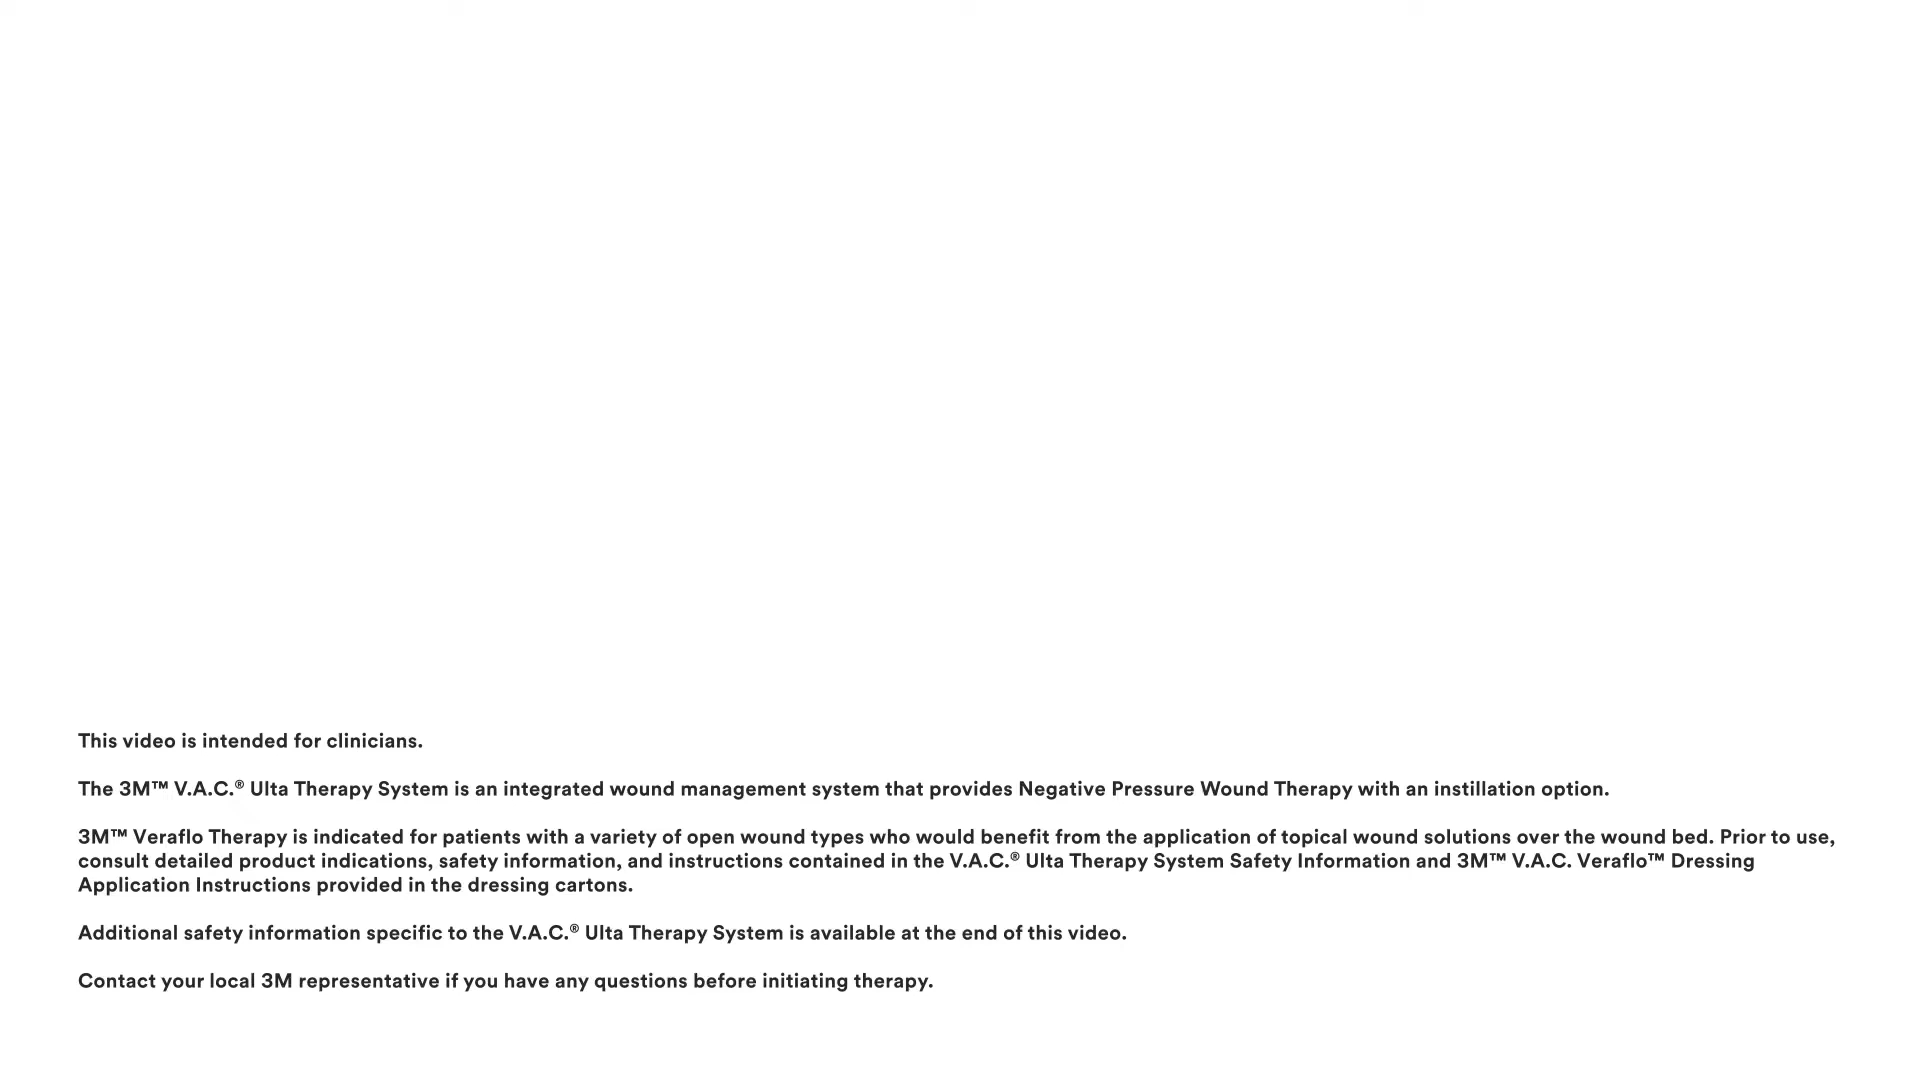 This video is intended for clinicians.
The 3M™ V.A.C.® Ulta Therapy System is an integrated wound management system that provides Negative Pressure Wound Therapy with an instillation option.
3M™ Veraflo Therapy is indicated for patients with a variety of open wound types who would benefit from the application of topical wound solutions over the wound bed. Prior to use,
consult detailed product indications, safety information, and instructions contained in the V.A.C.® Ulta Therapy System Safety Information and 3M™ V.A.C. Veraflo™ Dressing
Application Instructions provided in the dressing cartons.
Additional safety information specific to the V.A.C.® Ulta Therapy System is available at the end of this video.
Contact your local 3M representative if you have any questions before initiating therapy.